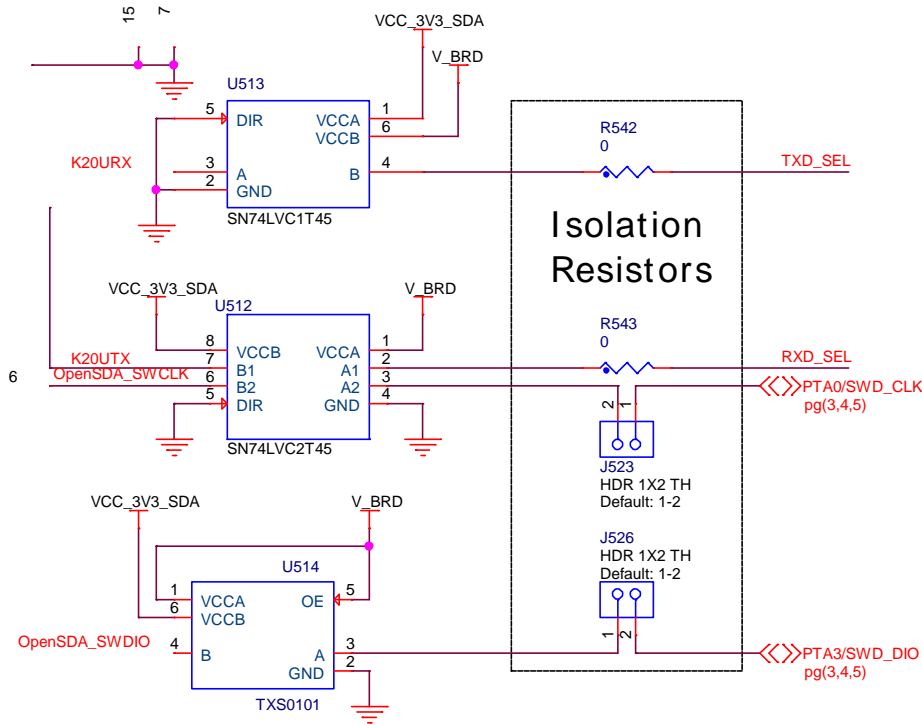 15
7
VCC_3V3_SDA
V_BRD
U513
5
DIR
VCCA
1
VCCB
6
K20URX
3
A
B
4
2
GND
SN74LVC1T45
R542
0
TXD_SEL
Isolation
Resistors
VCC_3V3_SDA
V_BRD
U512
8
VCCB
VCCA
1
K20UTX
7
B1
A1
2
6
OpenSDA_SWCLK
6
B2
A2
3
5
DIR
GND
4
SN74LVC2T45
R543
0
RXD_SEL
PTA0/SWD_CLK
pg(3,4,5)
2
1
J523
HDR 1X2 TH
Default: 1-2
VCC_3V3_SDA
V_BRD
U514
1
VCCA
OE
5
6
VCCB
OpenSDA_SWDIO
4
B
A
3
GND
2
TXS0101
J526
HDR 1X2 TH
Default: 1-2
1
2
PTA3/SWD_DIO
pg(3,4,5)